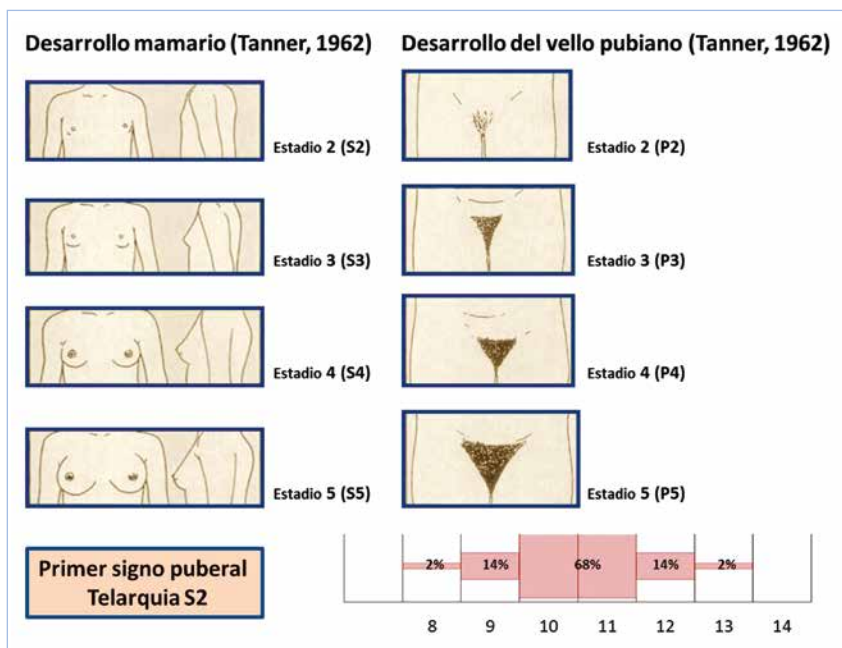 Desarrollo mamario (Tanner, 1962)
Desarrollo del vello pubiano (Tanner, 1962)
Estadio 2 (S2)
Estadio 2 (P2)
Estadio 3 (S3)
Estadio 3 (P3)
Estadio 4 (S4)
Estadio 4 (P4)
Estadio 5 (S5)
Estadio 5 (P5)
Primer signo puberal
Telarquia S2
2% 14% 68% 14% 2%
8 9 10 11 12 13 14